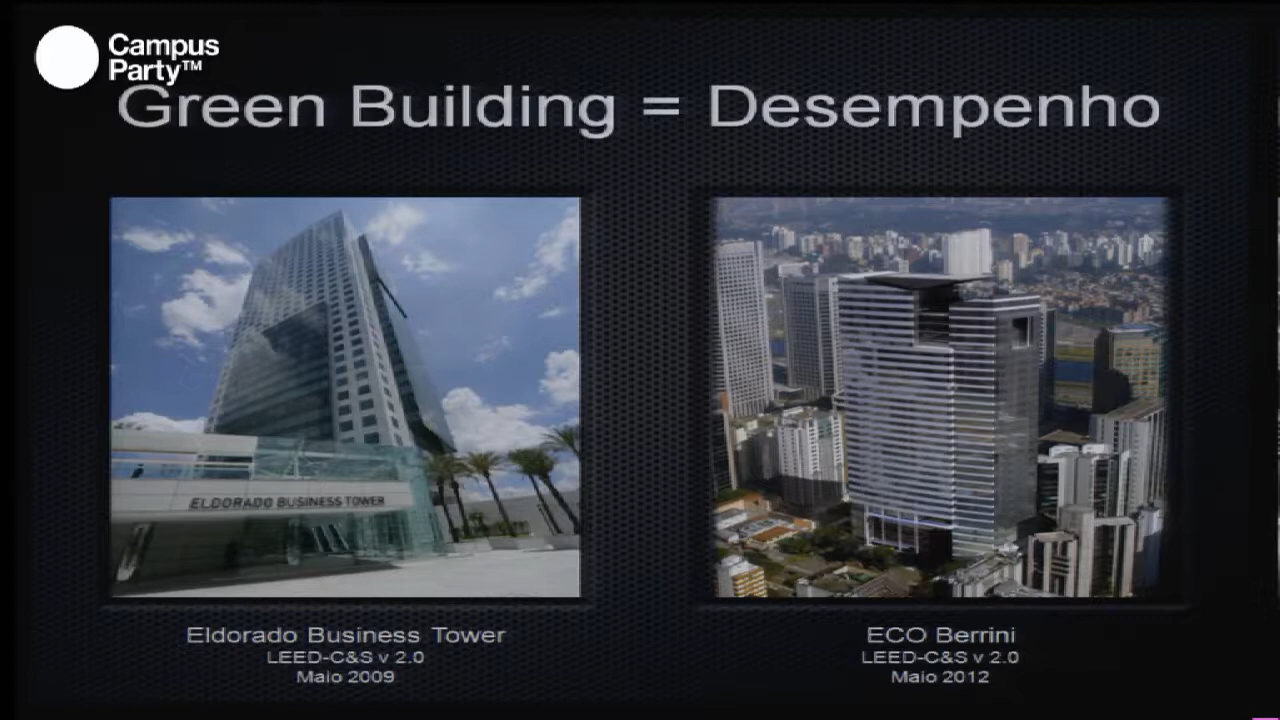 Campus
Party™
Green Building = Desempenho
ELDORADO BUSINESS TOWER
Eldorado Business Tower
LEED-C&S v 2.0
Maio 2009
ECO Berrini
LEED-C&S v 2.0
Maio 2012